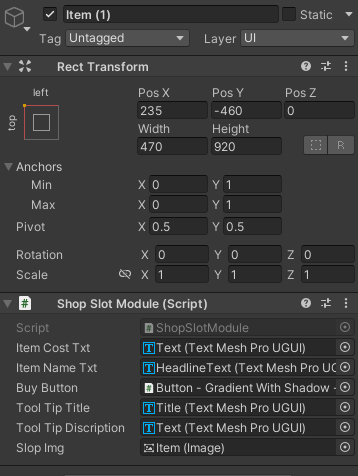 Item (1) Static
Tag Untagged Layer UI
Rect Transform
left
top
Pos X Pos Y Pos Z
235 -460 0
Width Height
470 920
R
Anchors
Min X 0 Y 1
Max X 0 Y 1
Pivot X 0.5 Y 0.5
Rotation X 0 Y 0 Z 0
Scale X 1 Y 1 Z 1
# Shop Slot Module (Script)
Script # ShopSlotModule
Item Cost Txt T Text (Text Mesh Pro UGUI)
Item Name Txt T HeadlineText (Text Mesh Pro UG
Buy Button # Button - Gradient With Shadow -
Tool Tip Title T Title (Text Mesh Pro UGUI)
Tool Tip Discription T Text (Text Mesh Pro UGUI)
Slop Img Item (Image)